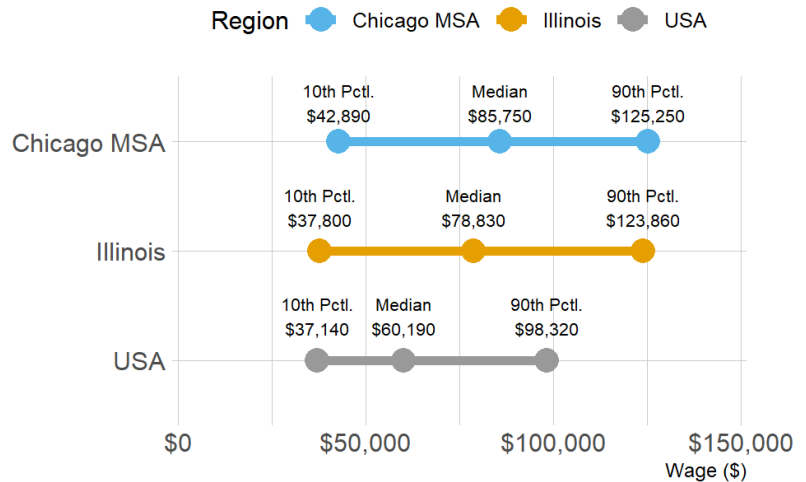 Region Chicago MSA Illinois USA
10th Pctl. Median 90th Pctl.
$42,890 $85,750 $125,250
Chicago MSA
10th Pctl. Median 90th Pctl.
$37,800 $78,830 $123,860
Illinois
10th Pctl. Median 90th Pctl.
$37,140 $60,190 $98,320
USA
$0 $50,000 $100,000 $150,000
Wage ($)